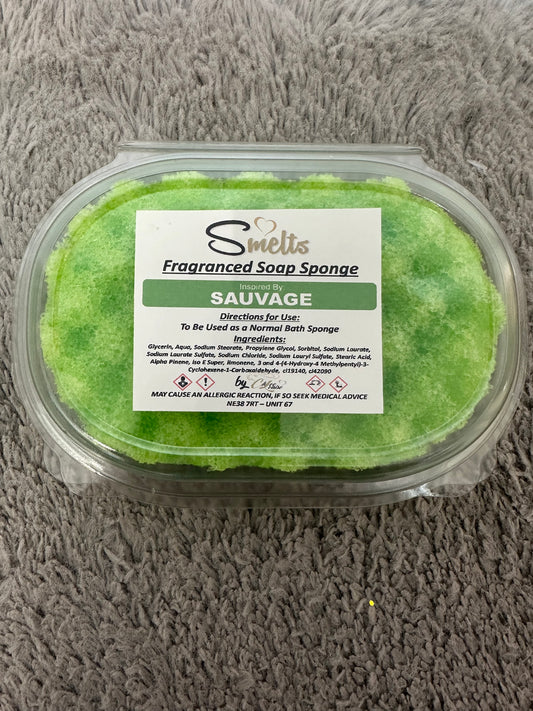 Smelts
Fragranced Soap Sponge
Inspired By
SAUVAGE
Directions for Use:
To Be Used as a Normal Bath Sponge
Ingredients:
Glycerin, Aqua, Sodium Stearate, Propylene Glycol, Sorbitol, Sodium Laurate,
Sodium Laurate Sulfate, Sodium Chloride, Sodium Lauryl Sulfate, Stearic Acid,
Alpha Pinene, Iso E Super, limonene, 3 and 4-(4-Hydroxy-4 Methylpentyl)-3-
Cyclohexene-1-Carboxaldehyde, cl19140, cl42090
by
MAY CAUSE AN ALLERGIC REACTION, IF SO SEEK MEDICAL ADVICE
NE38 7RT – UNIT 67